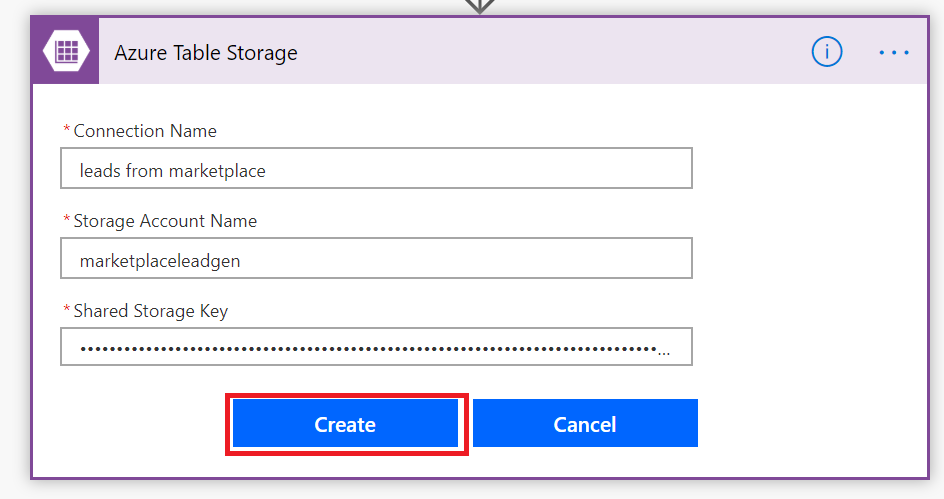 Azure Table Storage
*Connection Name
leads from marketplace
*Storage Account Name
marketplaceleadgen
*Shared Storage Key
Create Cancel